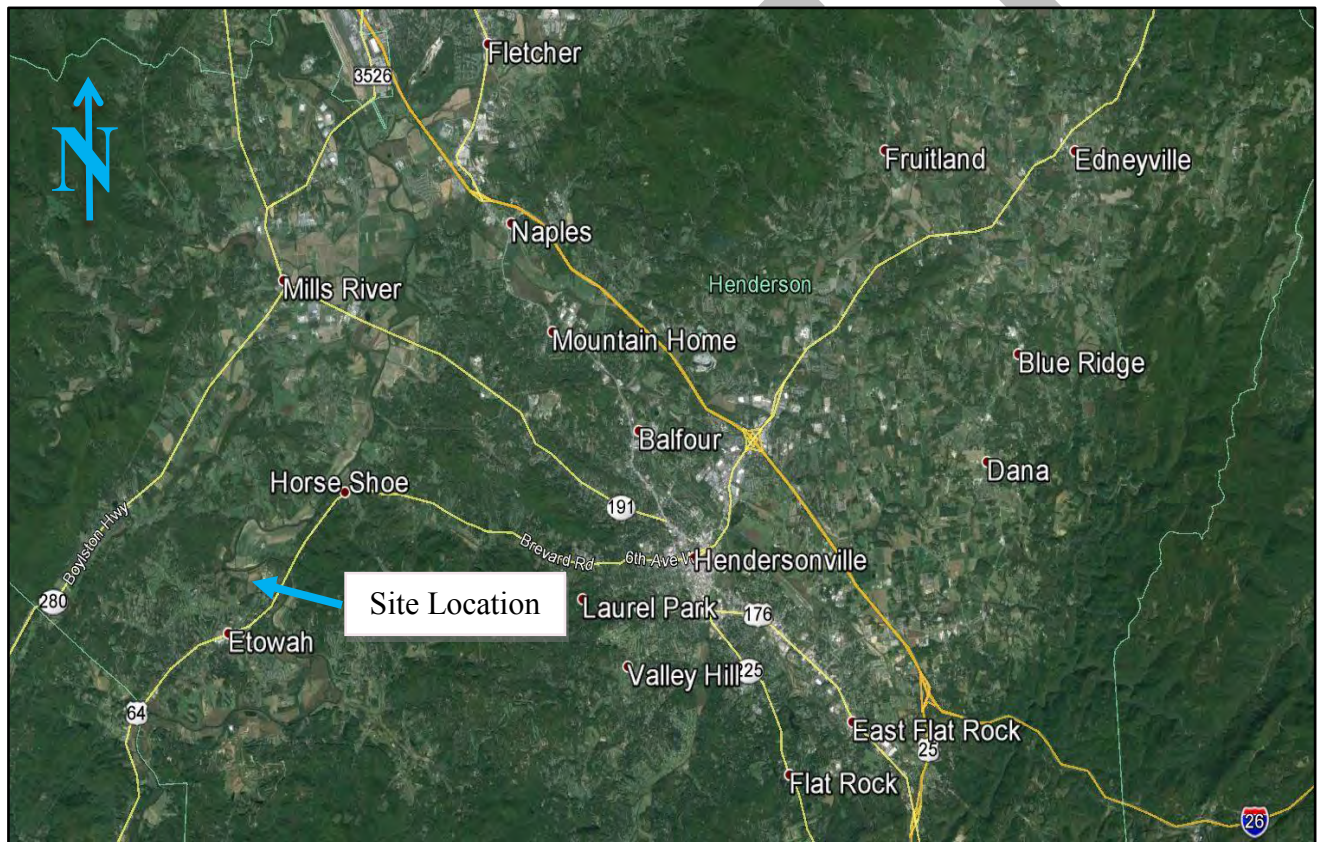 Fletcher
3526
N
Fruitland
Edneyville
Naples
Mills River
Henderson
Mountain Home
Blue Ridge
Balfour
Dana
Horse Shoe
191
Boylston Hwy
Brevard Rd
6th Ave W
Hendersonville
280
Site Location
Laurel Park
176
Etowah
Valley Hill
225
64
East Flat Rock
25
Flat Rock
26